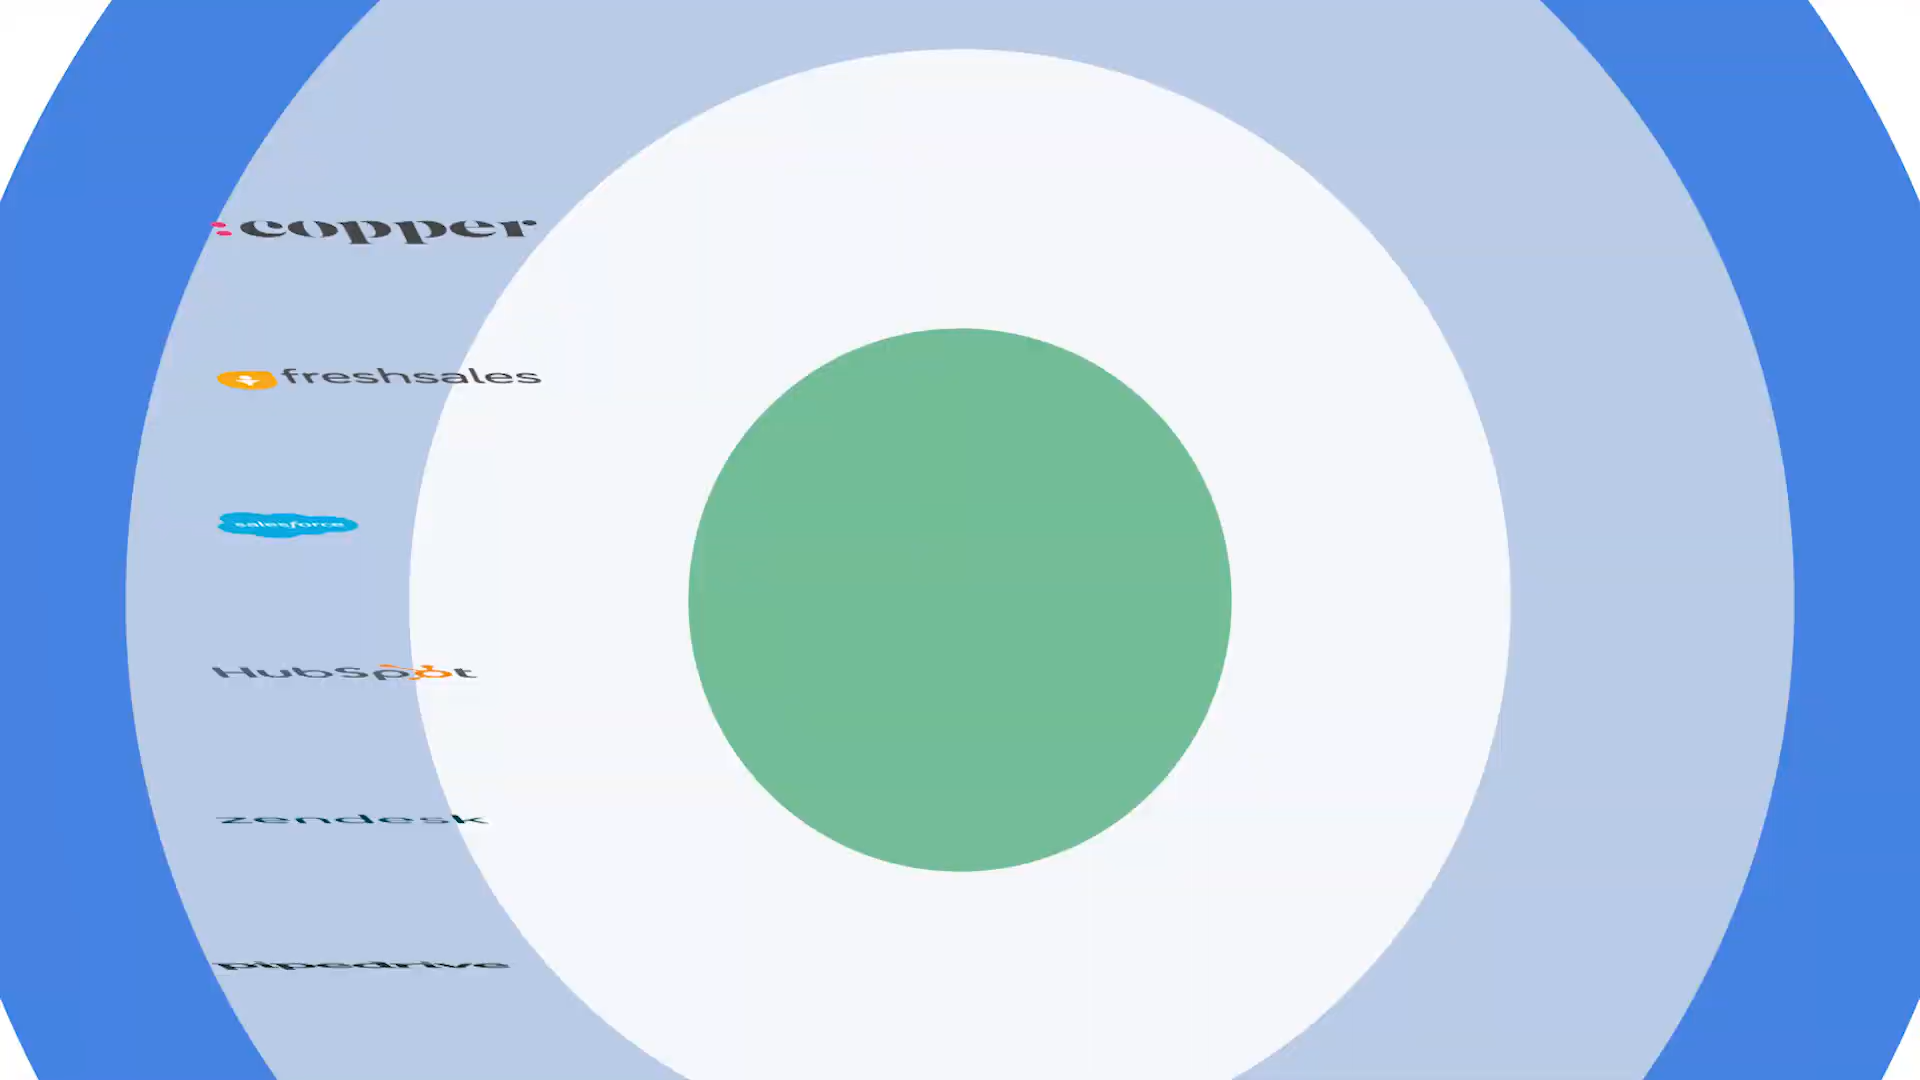 copper
freshsales
salesforce
HubSpot
zendesk
pipedrive